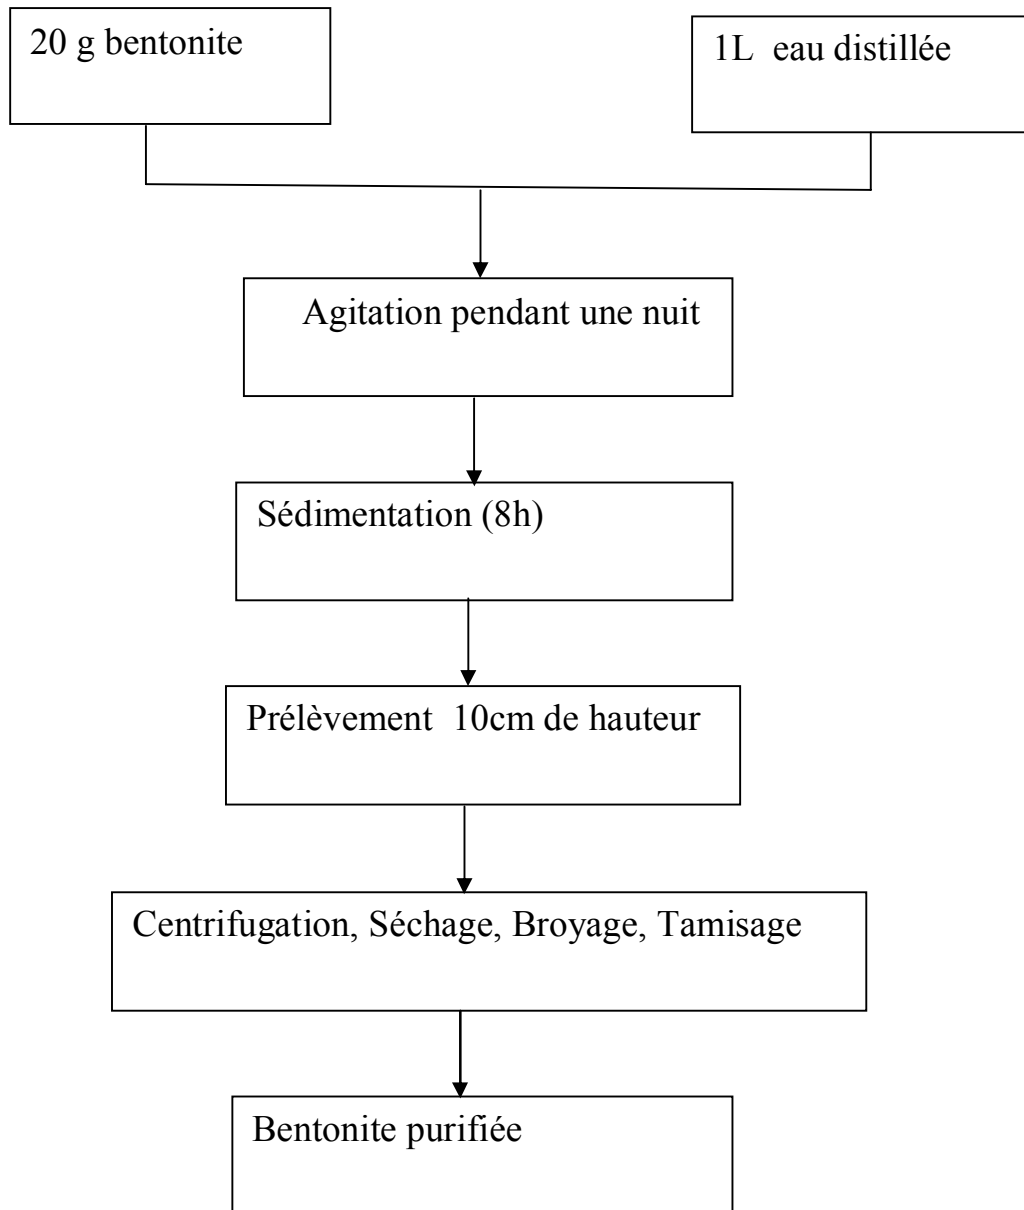 20 g bentonite
1L eau distillée
Agitation pendant une nuit
Sédimentation (8h)
Prélèvement 10cm de hauteur
Centrifugation, Séchage, Broyage, Tamisage
Bentonite purifiée